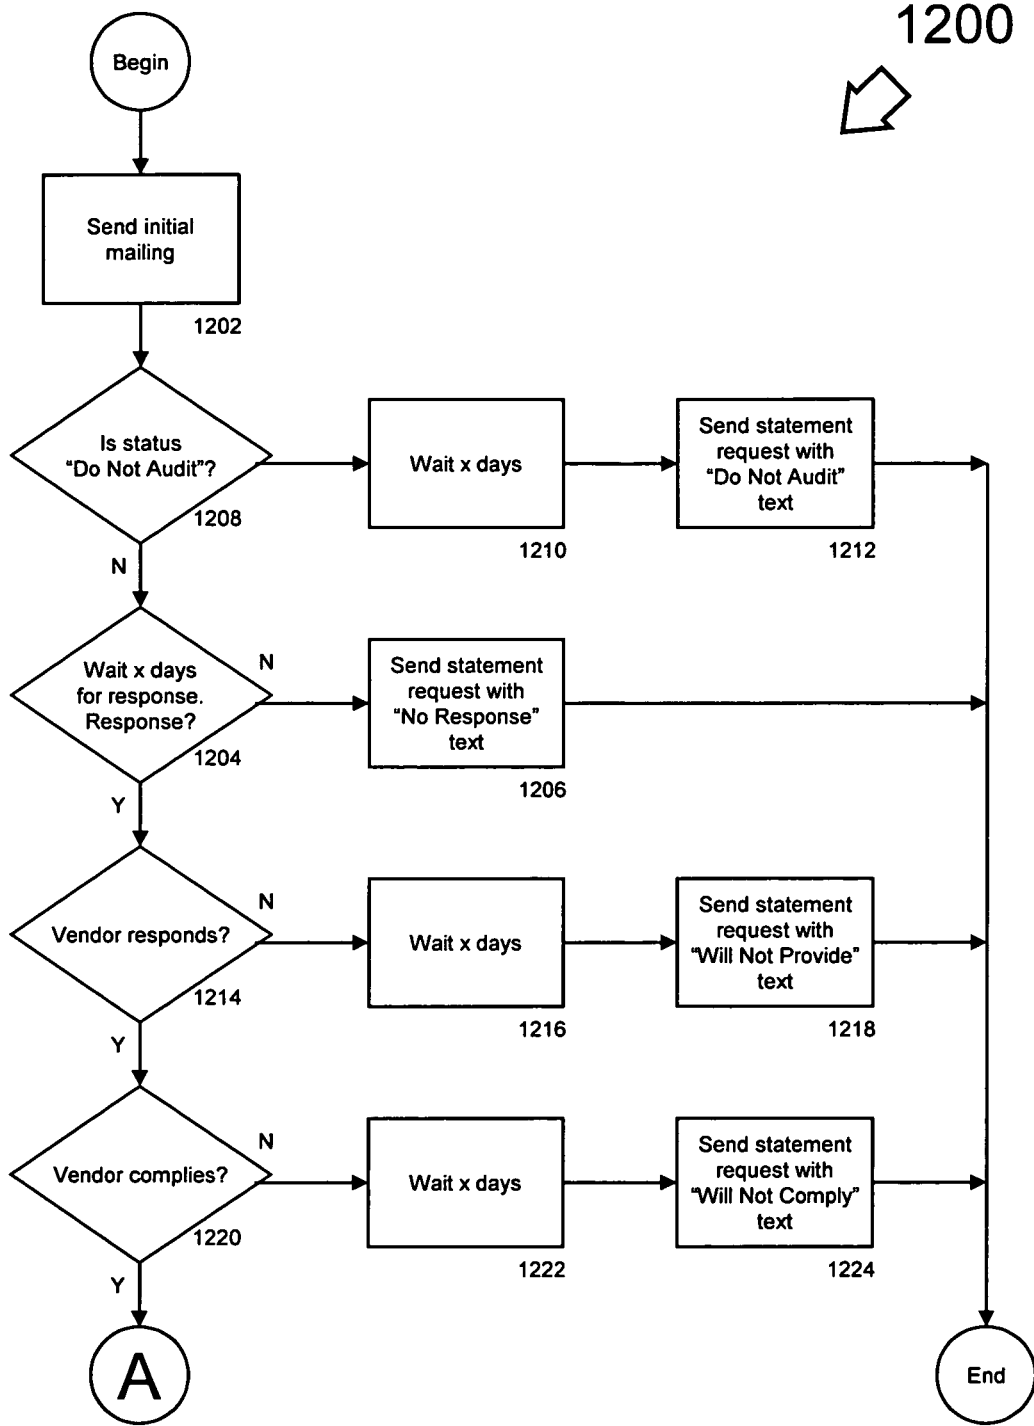 1200
Begin
Send initial
mailing
1202
Is status
“Do Not Audit”?
1208
Wait x days
1210
Send statement
request with
“Do Not Audit”
text
1212
N
Wait x days
for response.
Response?
1204
N
Send statement
request with
“No Response”
text
1206
Y
Vendor responds?
1214
N
Wait x days
1216
Send statement
request with
“Will Not Provide”
text
1218
Y
Vendor complies?
1220
N
Wait x days
1222
Send statement
request with
“Will Not Comply”
text
1224
Y
A
End